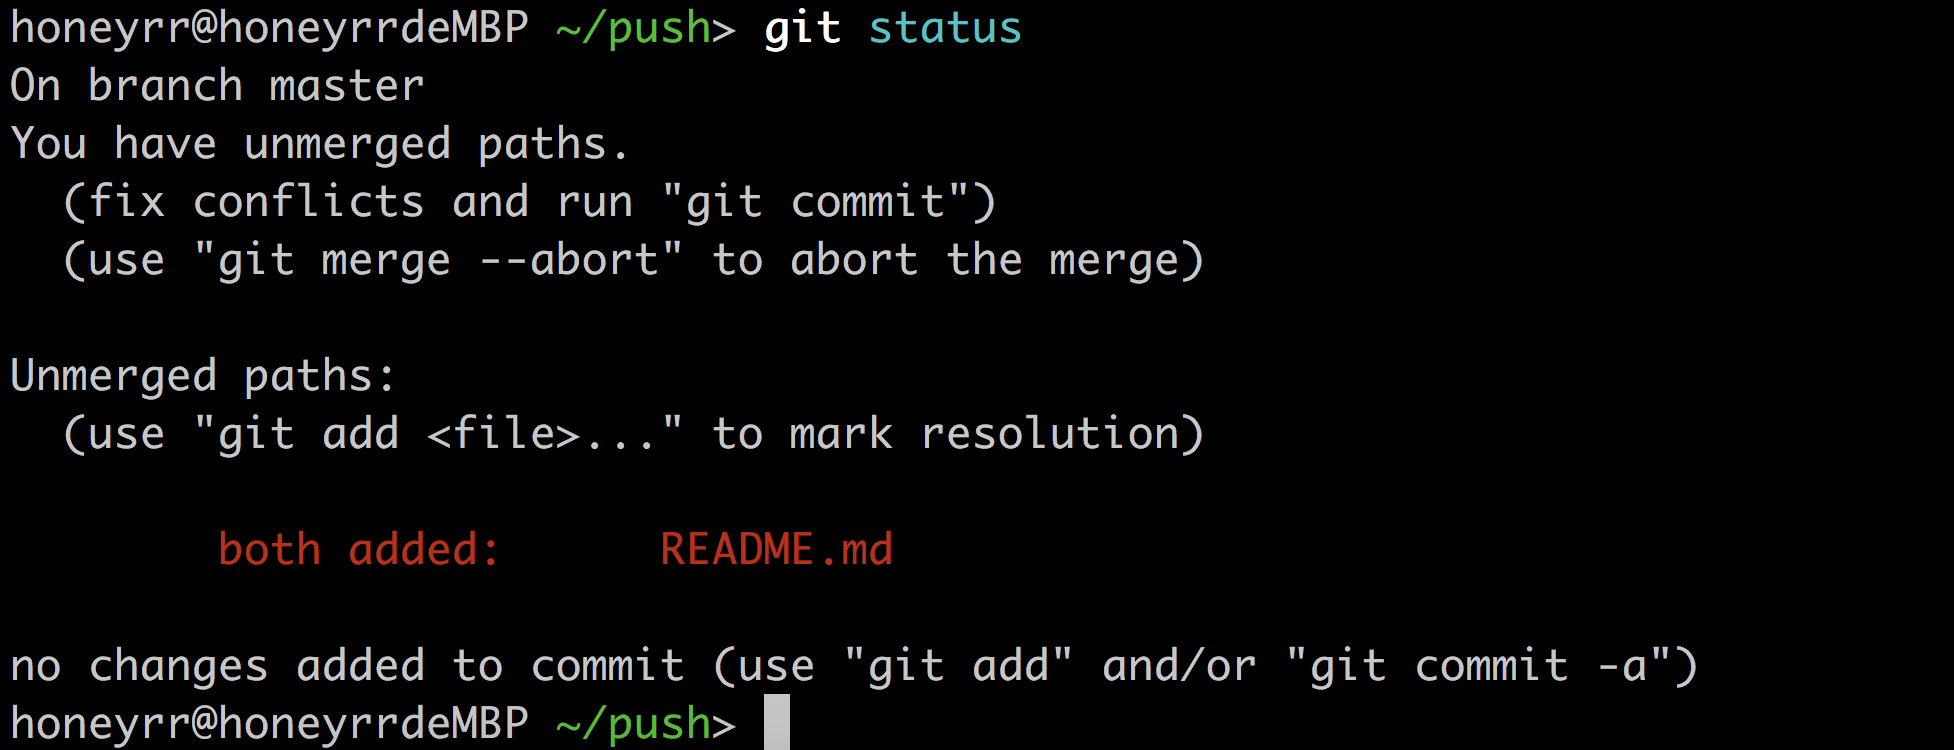 honeyrr@honeyrrdeMBP ~/push> git status
On branch master
You have unmerged paths.
  (fix conflicts and run "git commit")
  (use "git merge --abort" to abort the merge)

Unmerged paths:
  (use "git add <file>..." to mark resolution)

        both added:      README.md

no changes added to commit (use "git add" and/or "git commit -a")
honeyrr@honeyrrdeMBP ~/push>